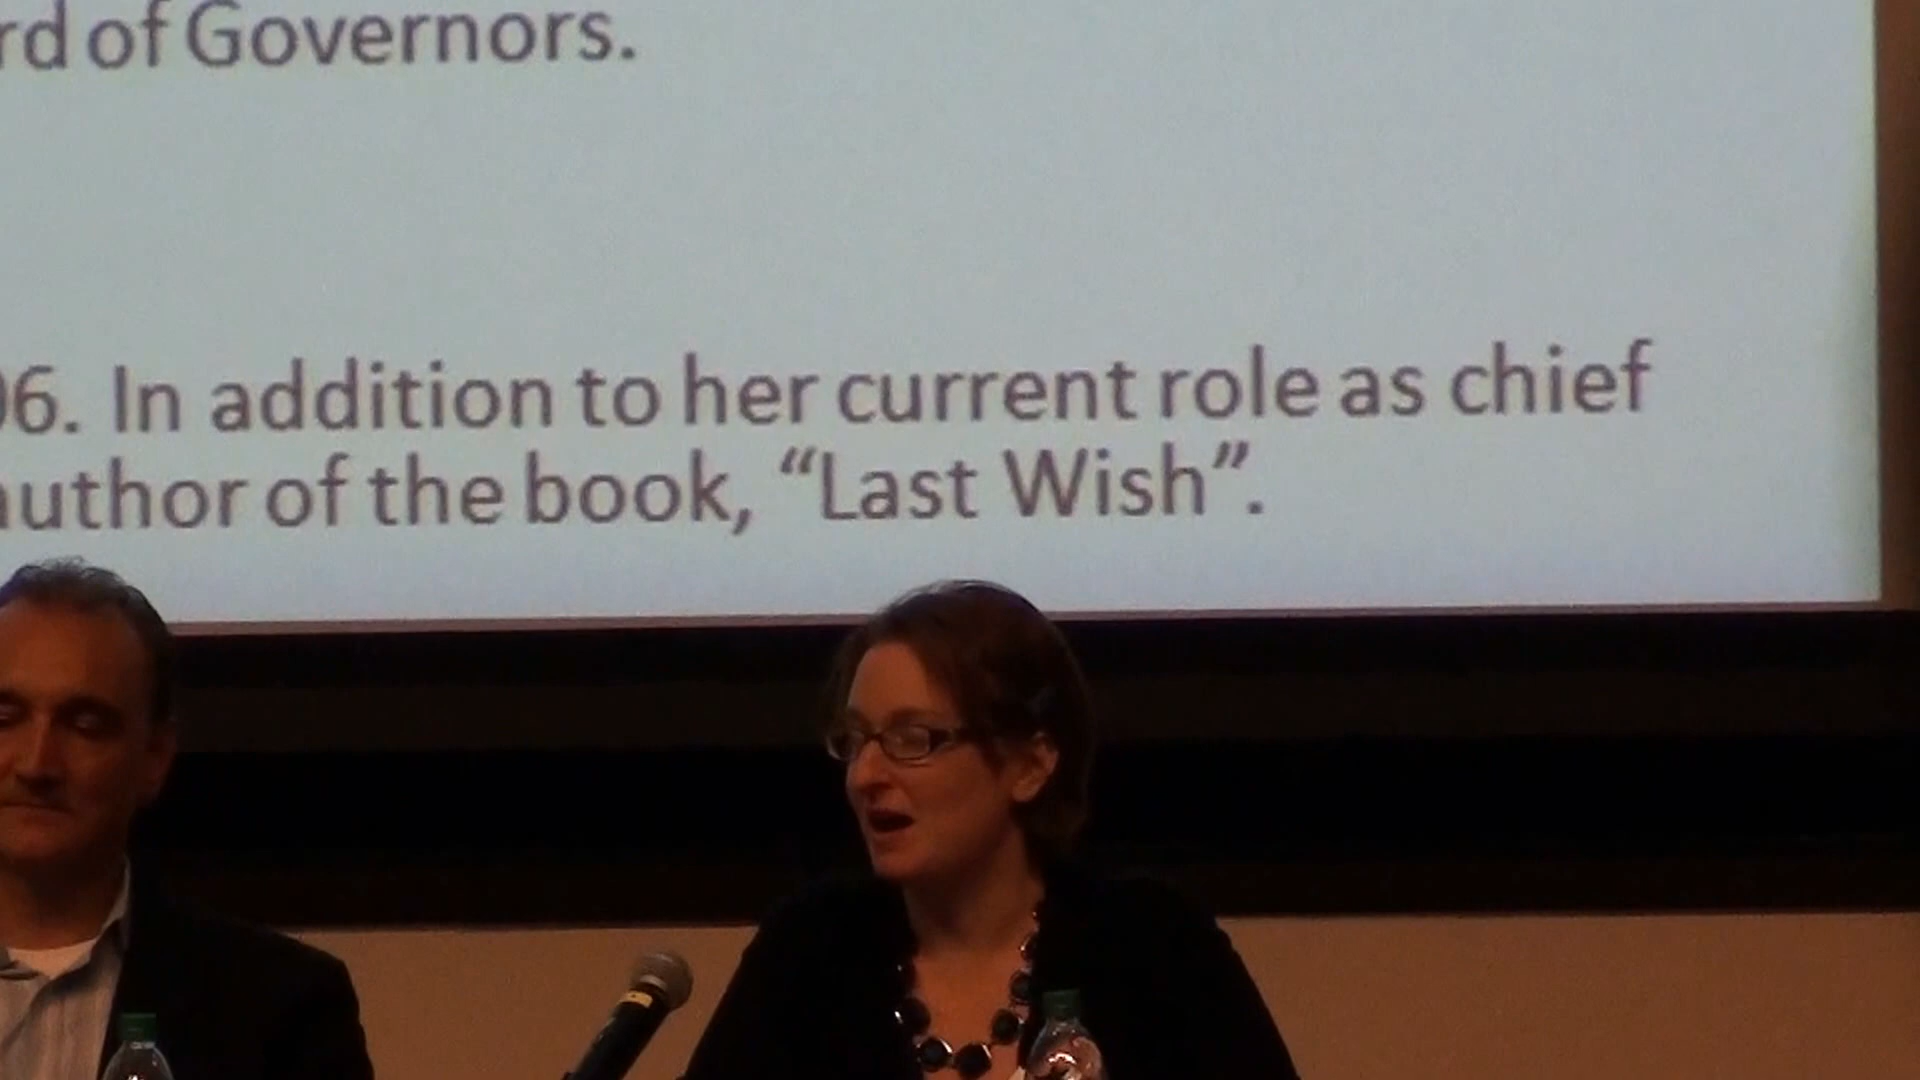 rd of Governors.
06. In addition to her current role as chief
author of the book, “Last Wish”.